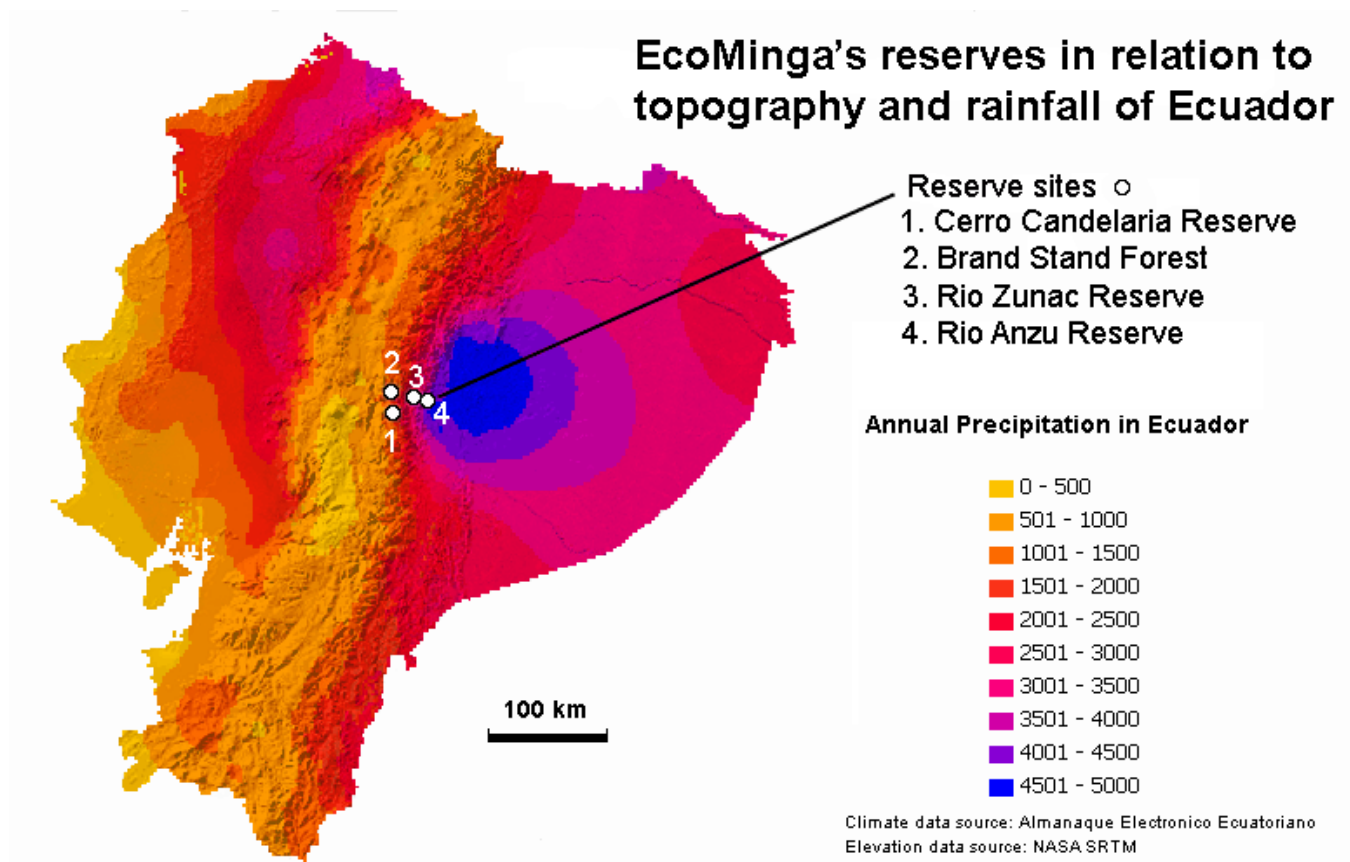 EcoMinga's reserves in relation to
topography and rainfall of Ecuador
Reserve sites
1. Cerro Candelaria Reserve
2. Brand Stand Forest
3. Rio Zunac Reserve
4. Rio Anzu Reserve
2
3
4
1
Annual Precipitation in Ecuador
0 - 500
501 - 1000
1001 - 1500
1501 - 2000
2001 - 2500
2501 - 3000
3001 - 3500
3501 - 4000
4001 - 4500
4501 - 5000
100 km
Climate data source: Almanaque Electronico Ecuatoriano
Elevation data source: NASA SRTM